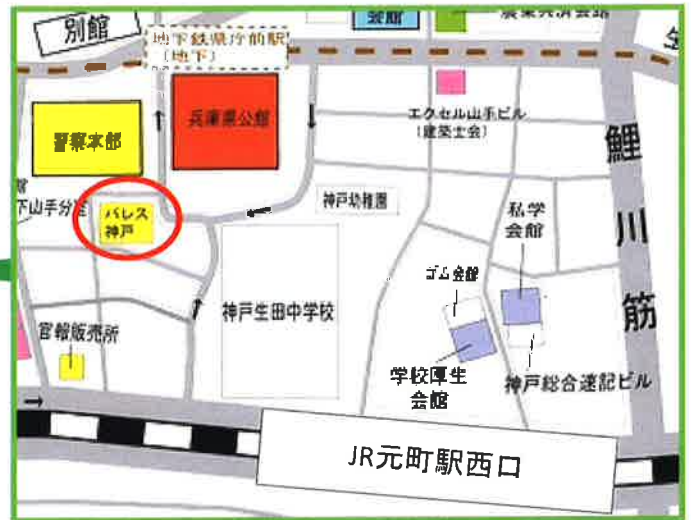 別館
会館
地下鉄県庁前駅
(地下)
兵庫県公館
警察本部
エクセル山手ビル
(建築士会)
鯉川筋
下山手分室
パレス
神戸
神戸幼稚園
私学
会館
ゴム会館
神戸生田中学校
官報販売所
学校厚生
会館
神戸総合速記ビル
JR元町駅西口